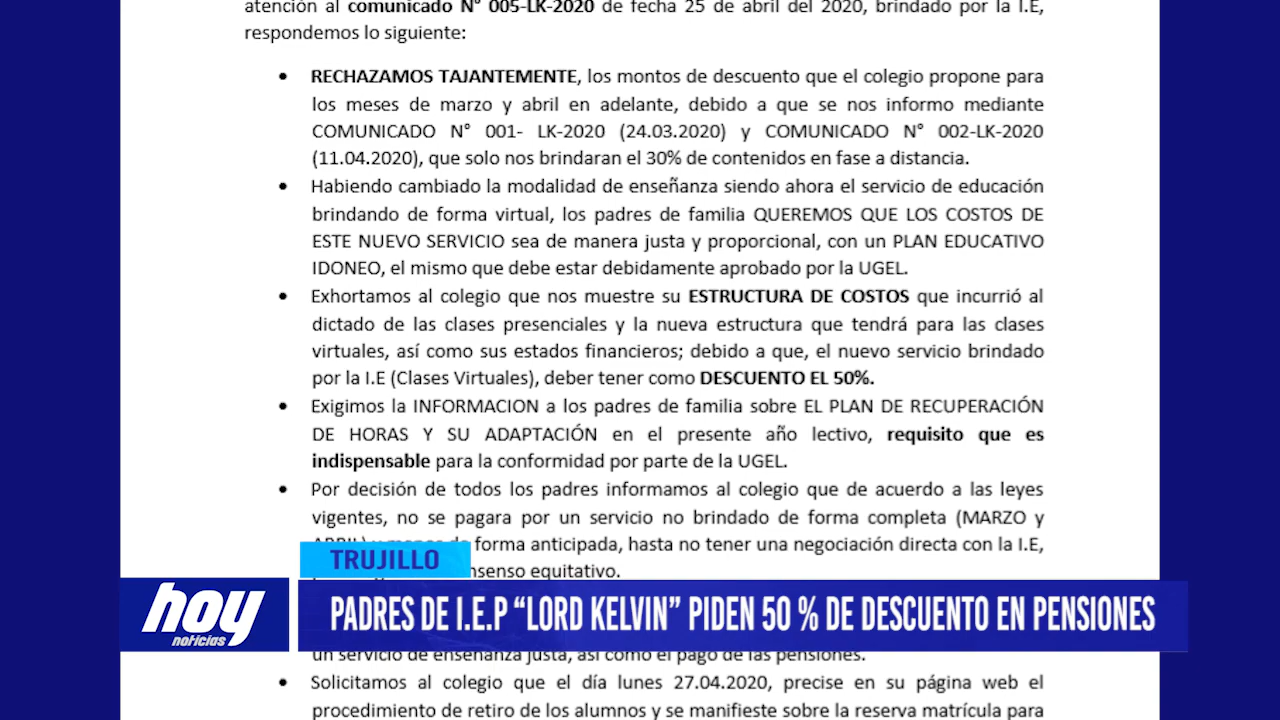 atención al comunicado N° 005-LK-2020 de fecha 25 de abril del 2020, brindado por la I.E,
respondemos lo siguiente:
• RECHAZAMOS TAJANTEMENTE, los montos de descuento que el colegio propone para
los meses de marzo y abril en adelante, debido a que se nos informo mediante
COMUNICADO N° 001- LK-2020 (24.03.2020) y COMUNICADO N° 002-LK-2020
(11.04.2020), que solo nos brindaran el 30% de contenidos en fase a distancia.
• Habiendo cambiado la modalidad de enseñanza siendo ahora el servicio de educación
brindando de forma virtual, los padres de familia QUEREMOS QUE LOS COSTOS DE
ESTE NUEVO SERVICIO sea de manera justa y proporcional, con un PLAN EDUCATIVO
IDONEO, el mismo que debe estar debidamente aprobado por la UGEL.
• Exhortamos al colegio que nos muestre su ESTRUCTURA DE COSTOS que incurrió al
dictado de las clases presenciales y la nueva estructura que tendrá para las clases
virtuales, así como sus estados financieros; debido a que, el nuevo servicio brindado
por la I.E (Clases Virtuales), deber tener como DESCUENTO EL 50%.
• Exigimos la INFORMACION a los padres de familia sobre EL PLAN DE RECUPERACIÓN
DE HORAS Y SU ADAPTACIÓN en el presente año lectivo, requisito que es
indispensable para la conformidad por parte de la UGEL.
• Por decisión de todos los padres informamos al colegio que de acuerdo a las leyes
vigentes, no se pagara por un servicio no brindado de forma completa (MARZO y
forma anticipada, hasta no tener una negociación directa con la I.E,
equitativo.
TRUJILLO
hoy
noticias
PADRES DE I.E.P “LORD KELVIN” PIDEN 50 % DE DESCUENTO EN PENSIONES
un servicio de enseñanza justa, así como el pago de las pensiones.
• Solicitamos al colegio que el día lunes 27.04.2020, precise en su página web el
procedimiento de retiro de los alumnos y se manifieste sobre la reserva matrícula para